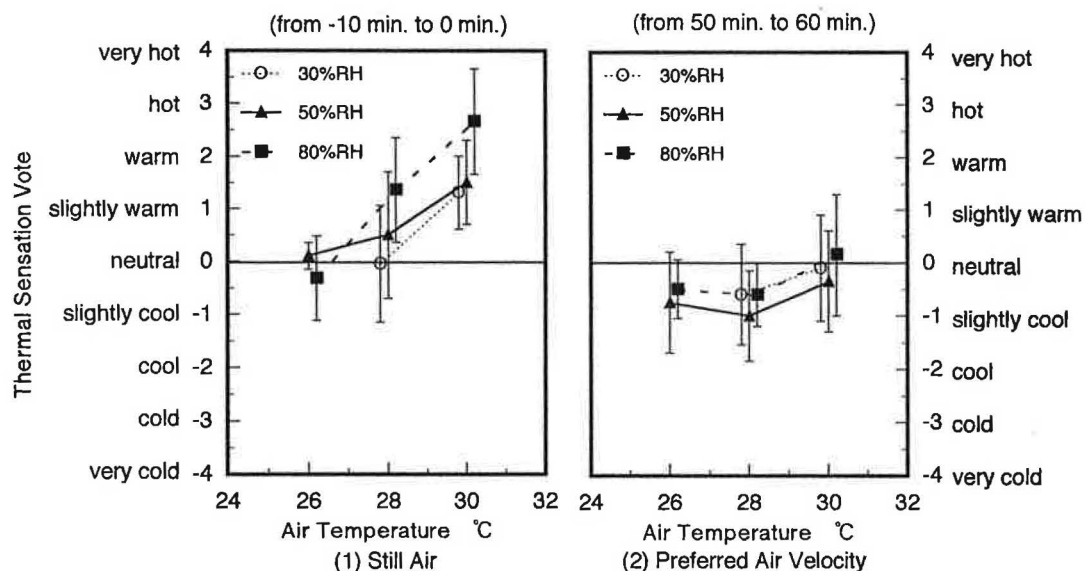 (from -10 min. to 0 min.)
(from 50 min. to 60 min.)
Thermal Sensation Vote
very hot
hot
warm
slightly warm
neutral
slightly cool
cool
cold
very cold
4
3
2
1
0
-1
-2
-3
-4
30%RH
50%RH
80%RH
24 26 28 30 32
Air Temperature ℃
(1) Still Air
30%RH
50%RH
80%RH
4
3
2
1
0
-1
-2
-3
-4
very hot
hot
warm
slightly warm
neutral
slightly cool
cool
cold
very cold
24 26 28 30 32
Air Temperature ℃
(2) Preferred Air Velocity